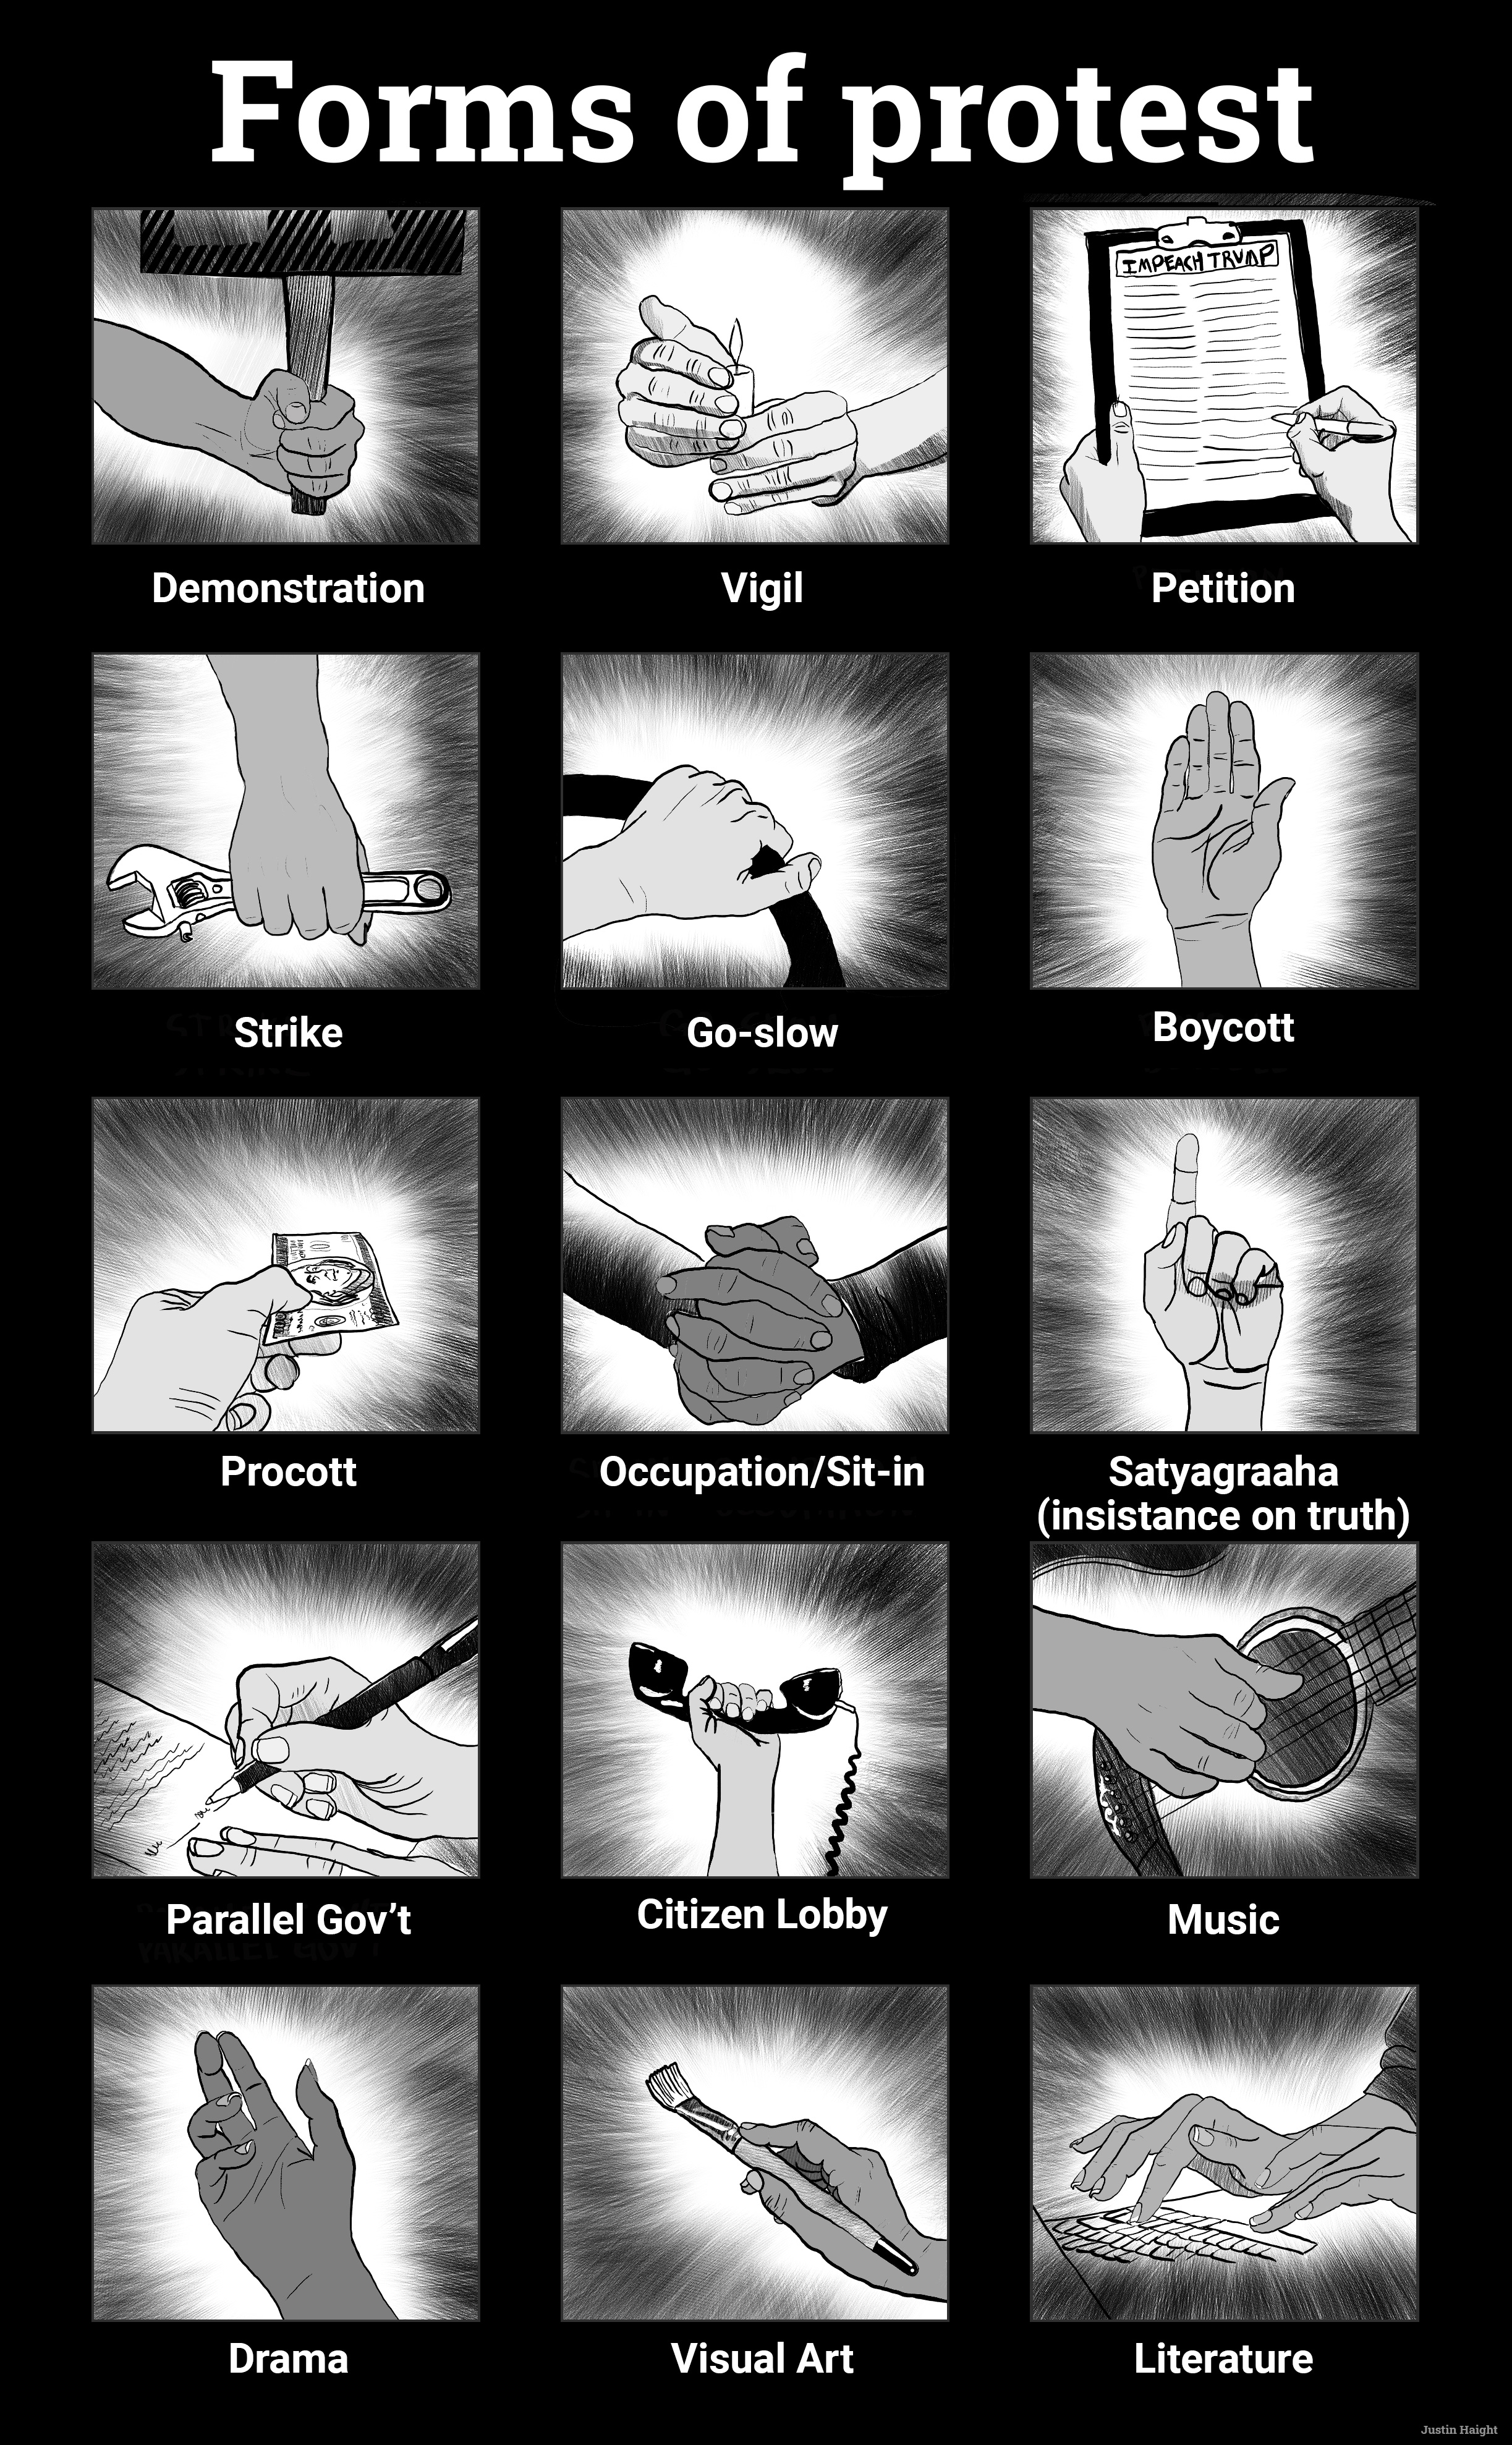 Forms of protest
IMPEACH TRUMP
Demonstration
Vigil
Petition
Strike
Go-slow
Boycott
Procott
Occupation/Sit-in
Satyagraaha
(insistance on truth)
Parallel Gov’t
Citizen Lobby
Music
Drama
Visual Art
Literature
Justin Haight